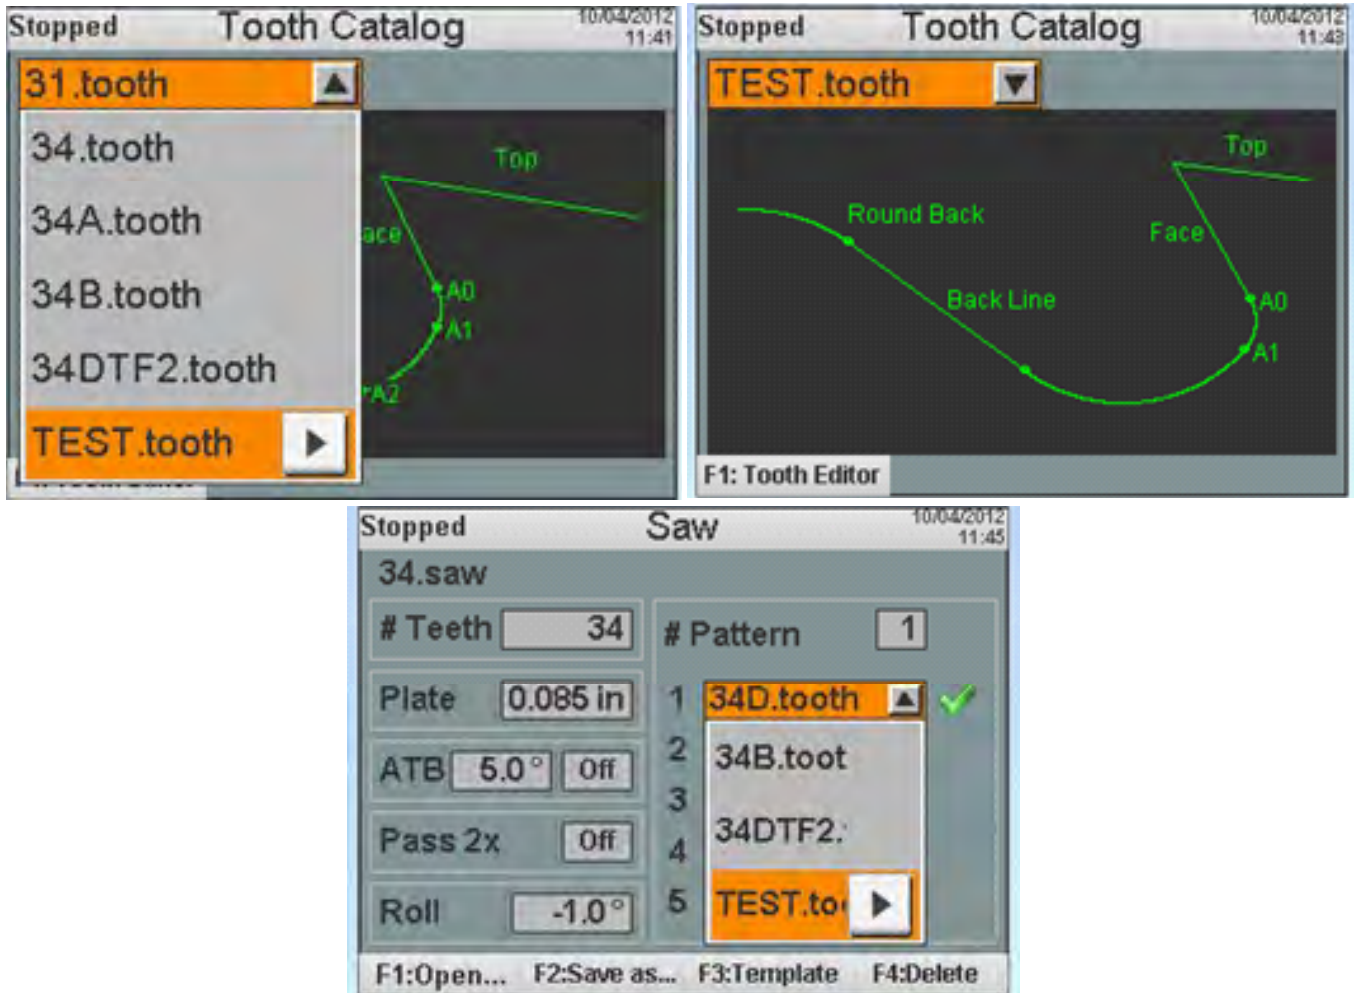 Stopped Tooth Catalog 10/04/2012
11:41
31.tooth
34.tooth
34A.tooth
34B.tooth
34DTF2.tooth
TEST.tooth
Top
ace
A0
A1
A2
Stopped Tooth Catalog 10/04/2012
11:43
TEST.tooth
Top
Round Back
Face
Back Line
A0
A1
F1: Tooth Editor
Stopped Saw 10/04/2012
11:45
34.saw
# Teeth 34
# Pattern 1
Plate 0.085 in
ATB 5.0° Off
Pass 2x Off
Roll -1.0°
1 34D.tooth
2 34B.toot
3
4 34DTF2.
5 TEST.too
F1:Open... F2:Save as... F3:Template F4:Delete